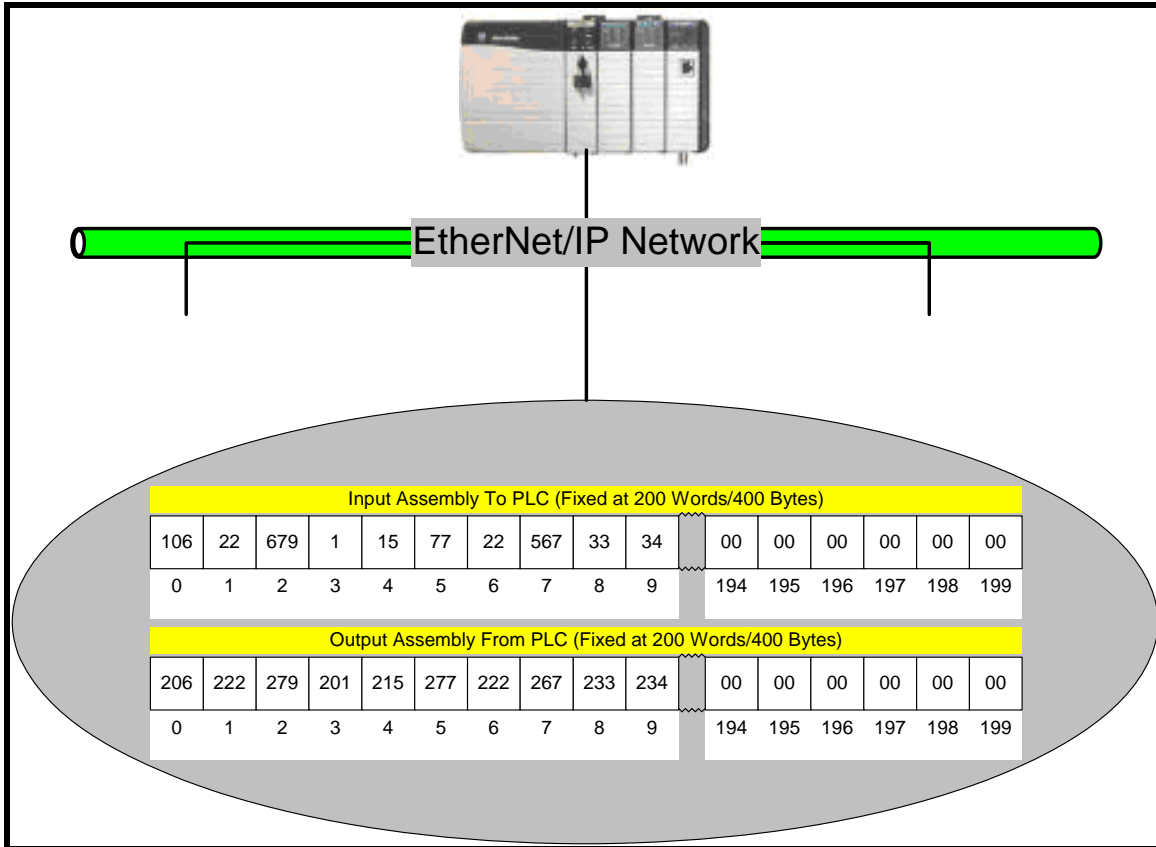 EtherNet/IP Network
Input Assembly To PLC (Fixed at 200 Words/400 Bytes)
106 22 679 1 15 77 22 567 33 34 00 00 00 00 00 00
0 1 2 3 4 5 6 7 8 9 194 195 196 197 198 199
Output Assembly From PLC (Fixed at 200 Words/400 Bytes)
206 222 279 201 215 277 222 267 233 234 00 00 00 00 00 00
0 1 2 3 4 5 6 7 8 9 194 195 196 197 198 199